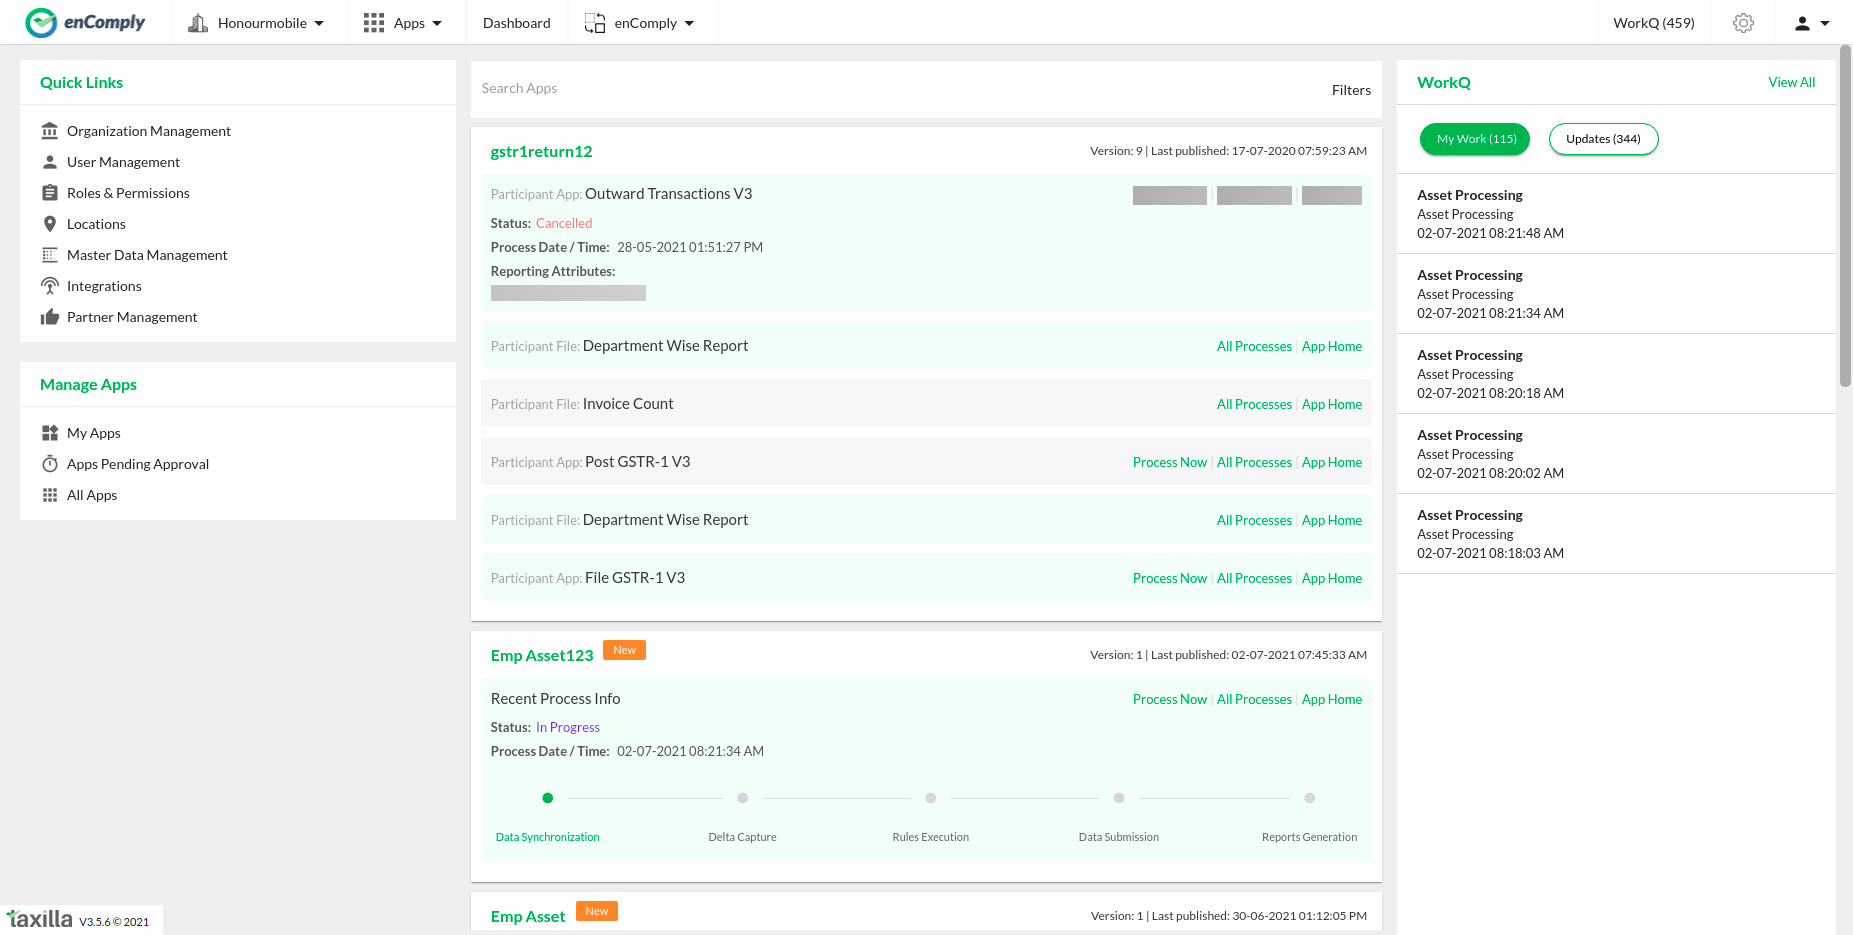 enComply
Honourmobile
Apps
Dashboard
enComply
WorkQ (459)
Quick Links
Organization Management
User Management
Roles & Permissions
Locations
Master Data Management
Integrations
Partner Management
Manage Apps
My Apps
Apps Pending Approval
All Apps
Search Apps
Filters
gstr1return12
Version: 9 | Last published: 17-07-2020 07:59:23 AM
Participant App: Outward Transactions V3
Status: Cancelled
Process Date / Time: 28-05-2021 01:51:27 PM
Reporting Attributes:
Participant File: Department Wise Report
All Processes | App Home
Participant File: Invoice Count
All Processes | App Home
Participant App: Post GSTR-1 V3
Process Now | All Processes | App Home
Participant File: Department Wise Report
All Processes | App Home
Participant App: File GSTR-1 V3
Process Now | All Processes | App Home
Emp Asset123 New
Version: 1 | Last published: 02-07-2021 07:45:33 AM
Recent Process Info
Process Now | All Processes | App Home
Status: In Progress
Process Date / Time: 02-07-2021 08:21:34 AM
Data Synchronization
Delta Capture
Rules Execution
Data Submission
Reports Generation
Emp Asset New
Version: 1 | Last published: 30-06-2021 01:12:05 PM
WorkQ
View All
My Work (115)
Updates (344)
Asset Processing
Asset Processing
02-07-2021 08:21:48 AM
Asset Processing
Asset Processing
02-07-2021 08:21:34 AM
Asset Processing
Asset Processing
02-07-2021 08:20:18 AM
Asset Processing
Asset Processing
02-07-2021 08:20:02 AM
Asset Processing
Asset Processing
02-07-2021 08:18:03 AM
taxilla V3.5.6 © 2021